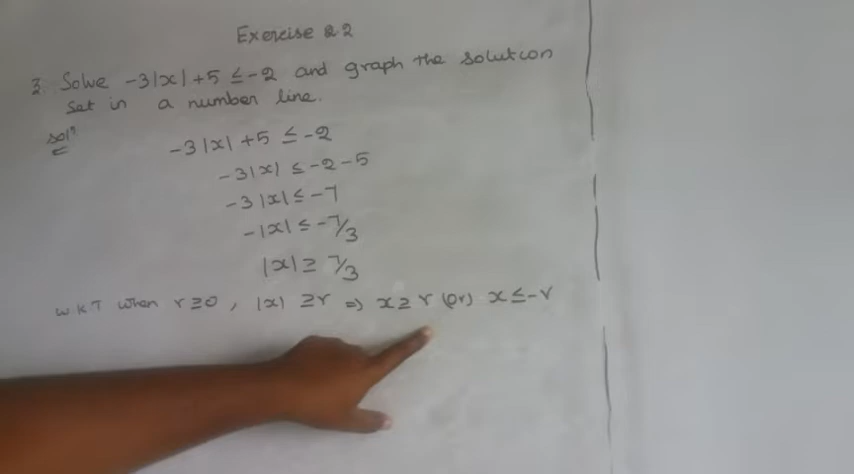 Exercise 2.2
3. Solve -3|x| +5 ≤ -2 and graph the solution
set in a number line.
Solⁿ
-3|x| +5 ≤ -2
-3|x| ≤ -2-5
-3|x| ≤ -7
-|x| ≤ -7/3
|x| ≥ 7/3
W.K.T when r≥0, |x| ≥r ⇒ x≥r (or) x≤-r